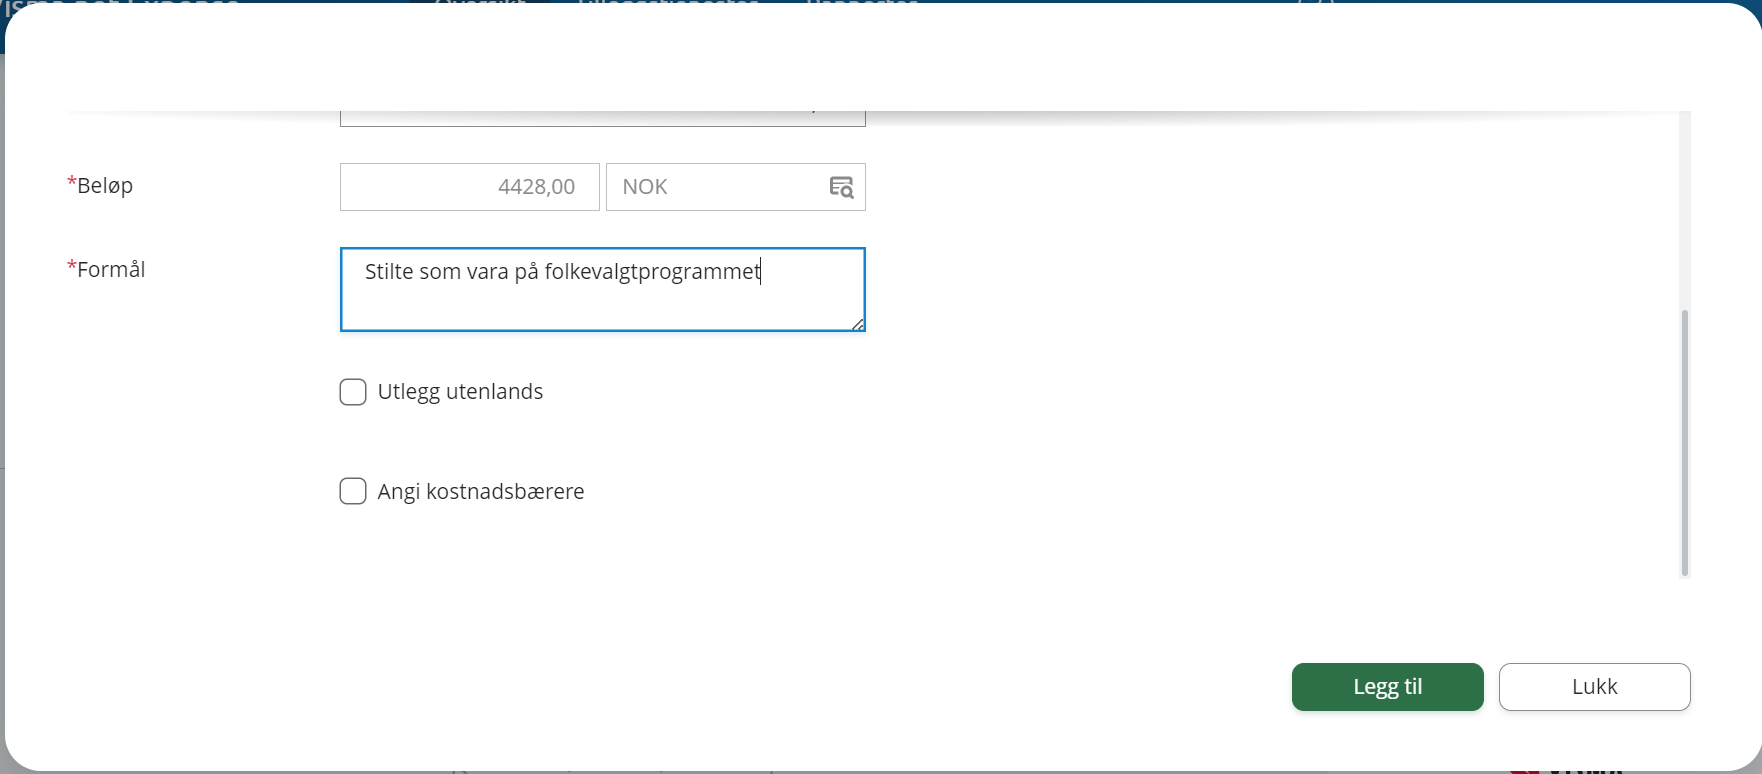 *Beløp
4428,00
NOK
*Formål
Stilte som vara på folkevalgtprogrammet
Utlegg utenlands
Angi kostnadsbærere
Legg til
Lukk